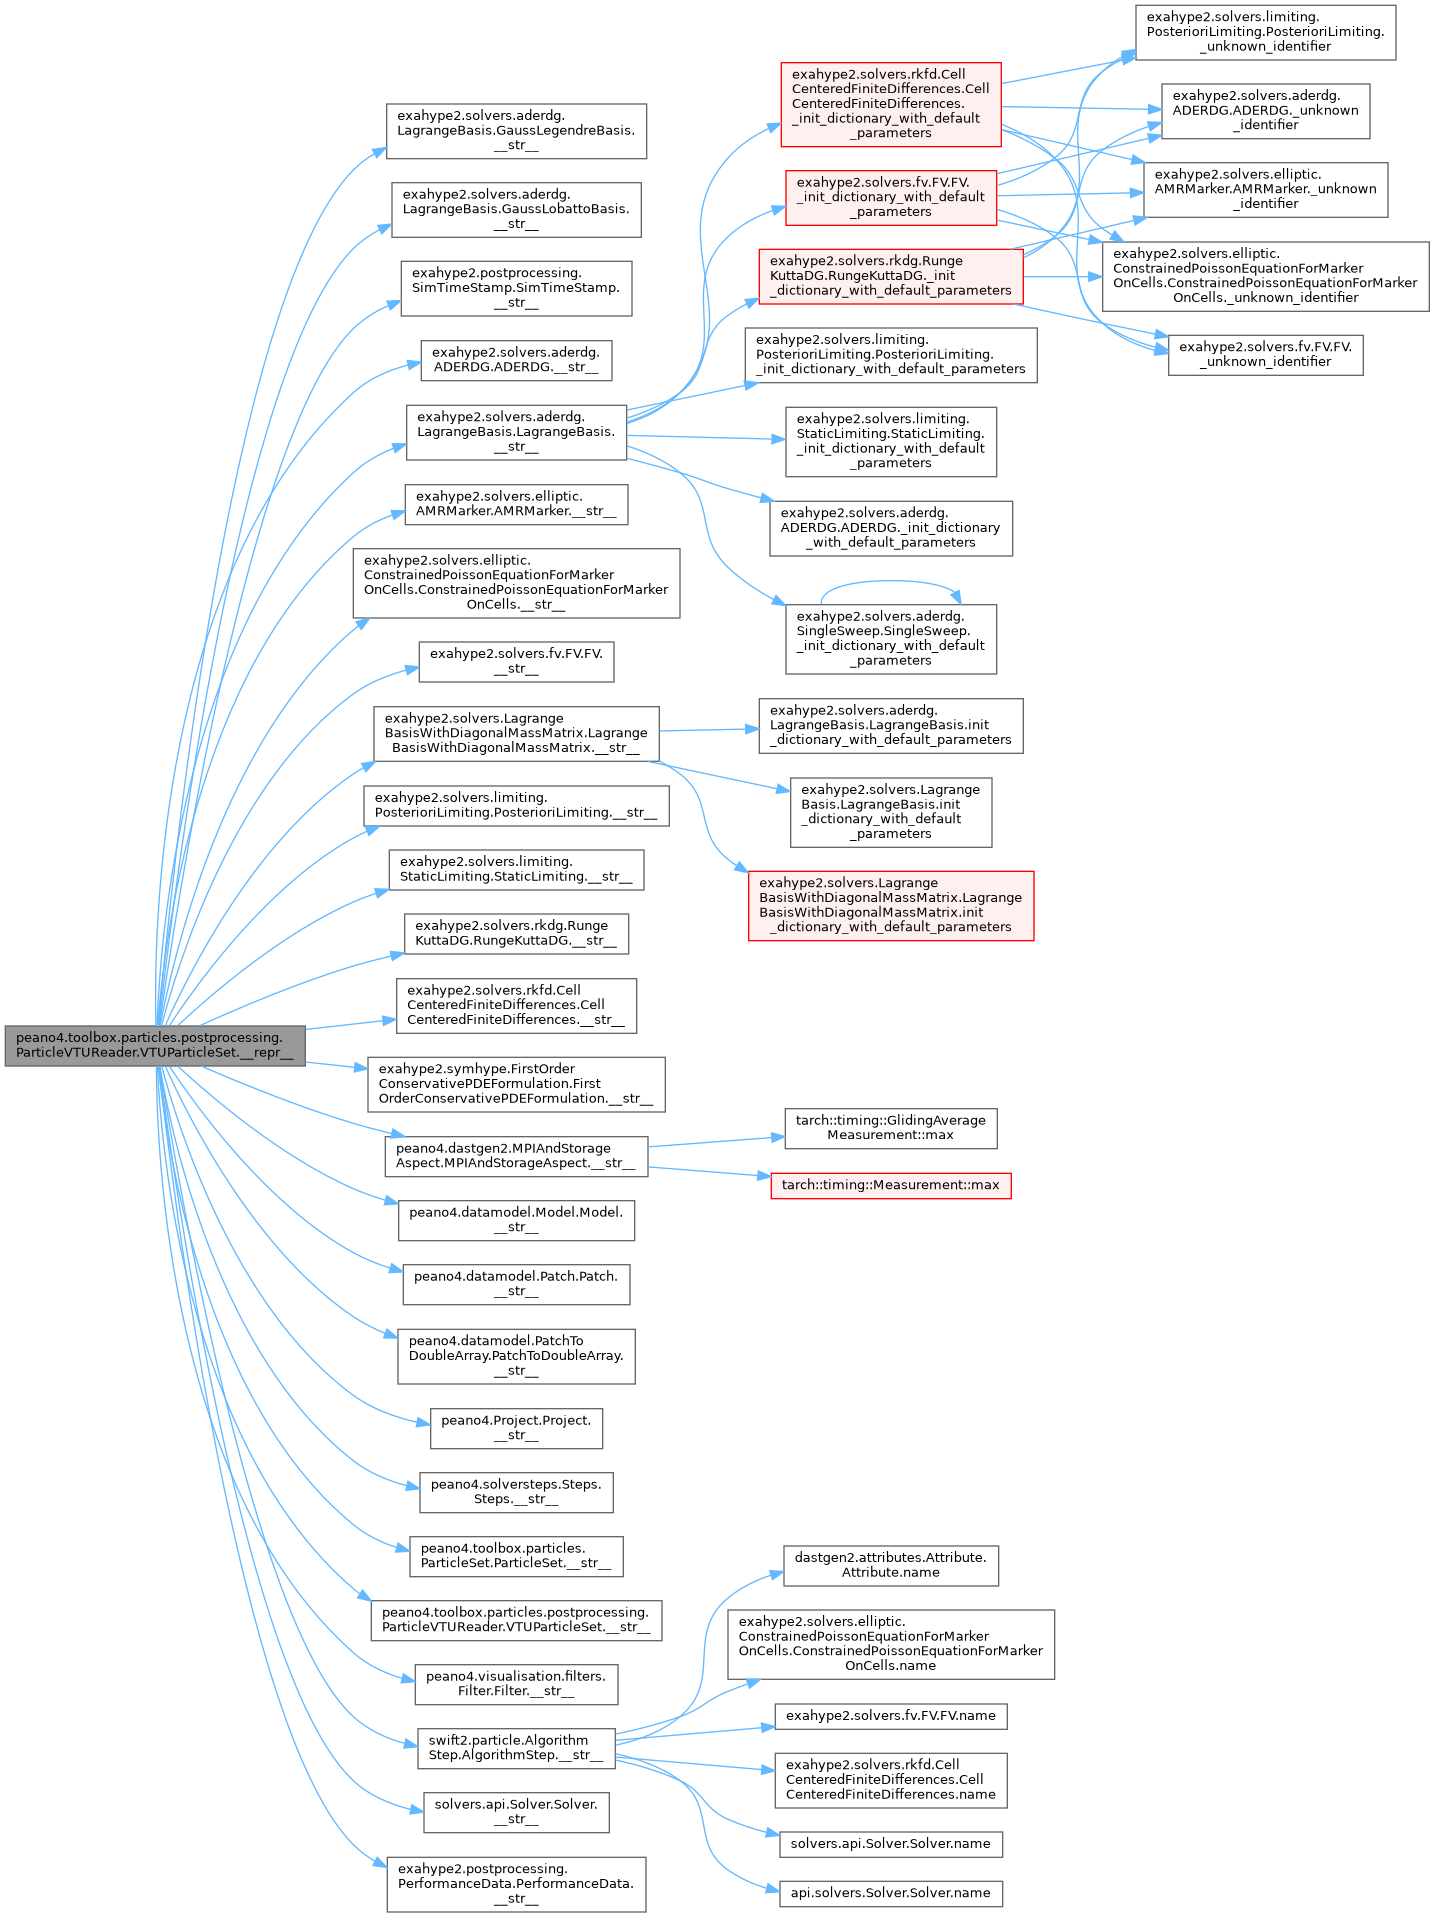 peano4.toolbox.particles.postprocessing.
ParticleVTUReader.VTUParticleSet.__repr__
exahype2.solvers.aderdg.
LagrangeBasis.GaussLegendreBasis.
__str__
exahype2.solvers.aderdg.
LagrangeBasis.GaussLobattoBasis.
__str__
exahype2.postprocessing.
SimTimeStamp.SimTimeStamp.
__str__
exahype2.solvers.aderdg.
ADERDG.ADERDG.__str__
exahype2.solvers.aderdg.
LagrangeBasis.LagrangeBasis.
__str__
exahype2.solvers.elliptic.
AMRMarker.AMRMarker.__str__
exahype2.solvers.elliptic.
ConstrainedPoissonEquationForMarker
OnCells.ConstrainedPoissonEquationForMarker
OnCells.__str__
exahype2.solvers.fv.FV.FV.
__str__
exahype2.solvers.Lagrange
BasisWithDiagonalMassMatrix.Lagrange
BasisWithDiagonalMassMatrix.__str__
exahype2.solvers.limiting.
PosterioriLimiting.PosterioriLimiting.__str__
exahype2.solvers.limiting.
StaticLimiting.StaticLimiting.__str__
exahype2.solvers.rkdg.Runge
KuttaDG.RungeKuttaDG.__str__
exahype2.solvers.rkfd.Cell
CenteredFiniteDifferences.Cell
CenteredFiniteDifferences.__str__
exahype2.symhype.FirstOrder
ConservativePDEFormulation.First
OrderConservativePDEFormulation.__str__
peano4.dastgen2.MPIAndStorage
Aspect.MPIAndStorageAspect.__str__
peano4.datamodel.Model.Model.
__str__
peano4.datamodel.Patch.Patch.
__str__
peano4.datamodel.PatchTo
DoubleArray.PatchToDoubleArray.
__str__
peano4.Project.Project.
__str__
peano4.solversteps.Steps.
Steps.__str__
peano4.toolbox.particles.
ParticleSet.ParticleSet.__str__
peano4.toolbox.particles.postprocessing.
ParticleVTUReader.VTUParticleSet.__str__
peano4.visualisation.filters.
Filter.Filter.__str__
swift2.particle.Algorithm
Step.AlgorithmStep.__str__
solvers.api.Solver.Solver.
__str__
exahype2.postprocessing.
PerformanceData.PerformanceData.
__str__
exahype2.solvers.rkfd.Cell
CenteredFiniteDifferences.Cell
CenteredFiniteDifferences.
_init_dictionary_with_default
_parameters
exahype2.solvers.fv.FV.FV.
_init_dictionary_with_default
_parameters
exahype2.solvers.rkdg.Runge
KuttaDG.RungeKuttaDG._init
_dictionary_with_default_parameters
exahype2.solvers.limiting.
PosterioriLimiting.PosterioriLimiting.
_init_dictionary_with_default_parameters
exahype2.solvers.limiting.
StaticLimiting.StaticLimiting.
_init_dictionary_with_default
_parameters
exahype2.solvers.aderdg.
ADERDG.ADERDG._init_dictionary
_with_default_parameters
exahype2.solvers.aderdg.
SingleSweep.SingleSweep.
_init_dictionary_with_default
_parameters
exahype2.solvers.aderdg.
LagrangeBasis.LagrangeBasis.init
_dictionary_with_default_parameters
exahype2.solvers.Lagrange
Basis.LagrangeBasis.init
_dictionary_with_default
_parameters
exahype2.solvers.Lagrange
BasisWithDiagonalMassMatrix.Lagrange
BasisWithDiagonalMassMatrix.init
_dictionary_with_default_parameters
tarch::timing::GlidingAverage
Measurement::max
tarch::timing::Measurement::max
dastgen2.attributes.Attribute.
Attribute.name
exahype2.solvers.elliptic.
ConstrainedPoissonEquationForMarker
OnCells.ConstrainedPoissonEquationForMarker
OnCells.name
exahype2.solvers.fv.FV.FV.name
exahype2.solvers.rkfd.Cell
CenteredFiniteDifferences.Cell
CenteredFiniteDifferences.name
solvers.api.Solver.Solver.name
api.solvers.Solver.Solver.name
exahype2.solvers.limiting.
PosterioriLimiting.PosterioriLimiting.
_unknown_identifier
exahype2.solvers.aderdg.
ADERDG.ADERDG._unknown
_identifier
exahype2.solvers.elliptic.
AMRMarker.AMRMarker._unknown
_identifier
exahype2.solvers.elliptic.
ConstrainedPoissonEquationForMarker
OnCells.ConstrainedPoissonEquationForMarker
OnCells._unknown_identifier
exahype2.solvers.fv.FV.FV.
_unknown_identifier